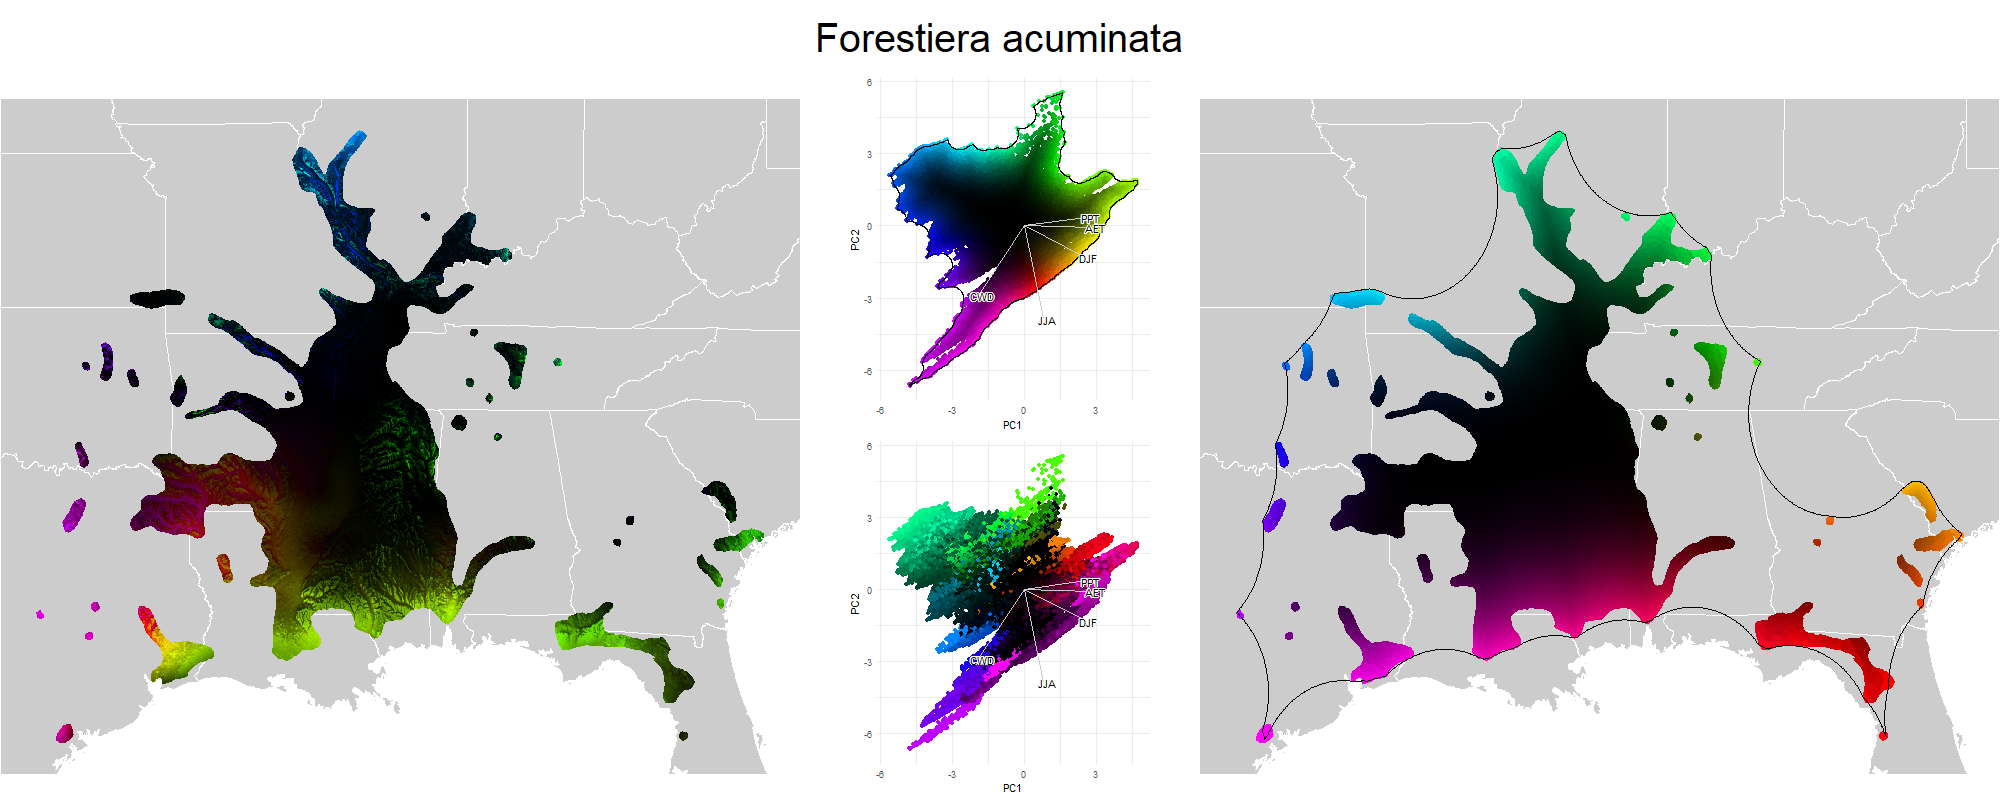 Forestiera acuminata
6
3
0
-3
-6
PC2
PPT
AET
DJF
CWD
JJA
-6
-3
0
3
PC1
6
3
0
-3
-6
PC2
PPT
AET
DJF
CWD
JJA
-6
-3
0
3
PC1